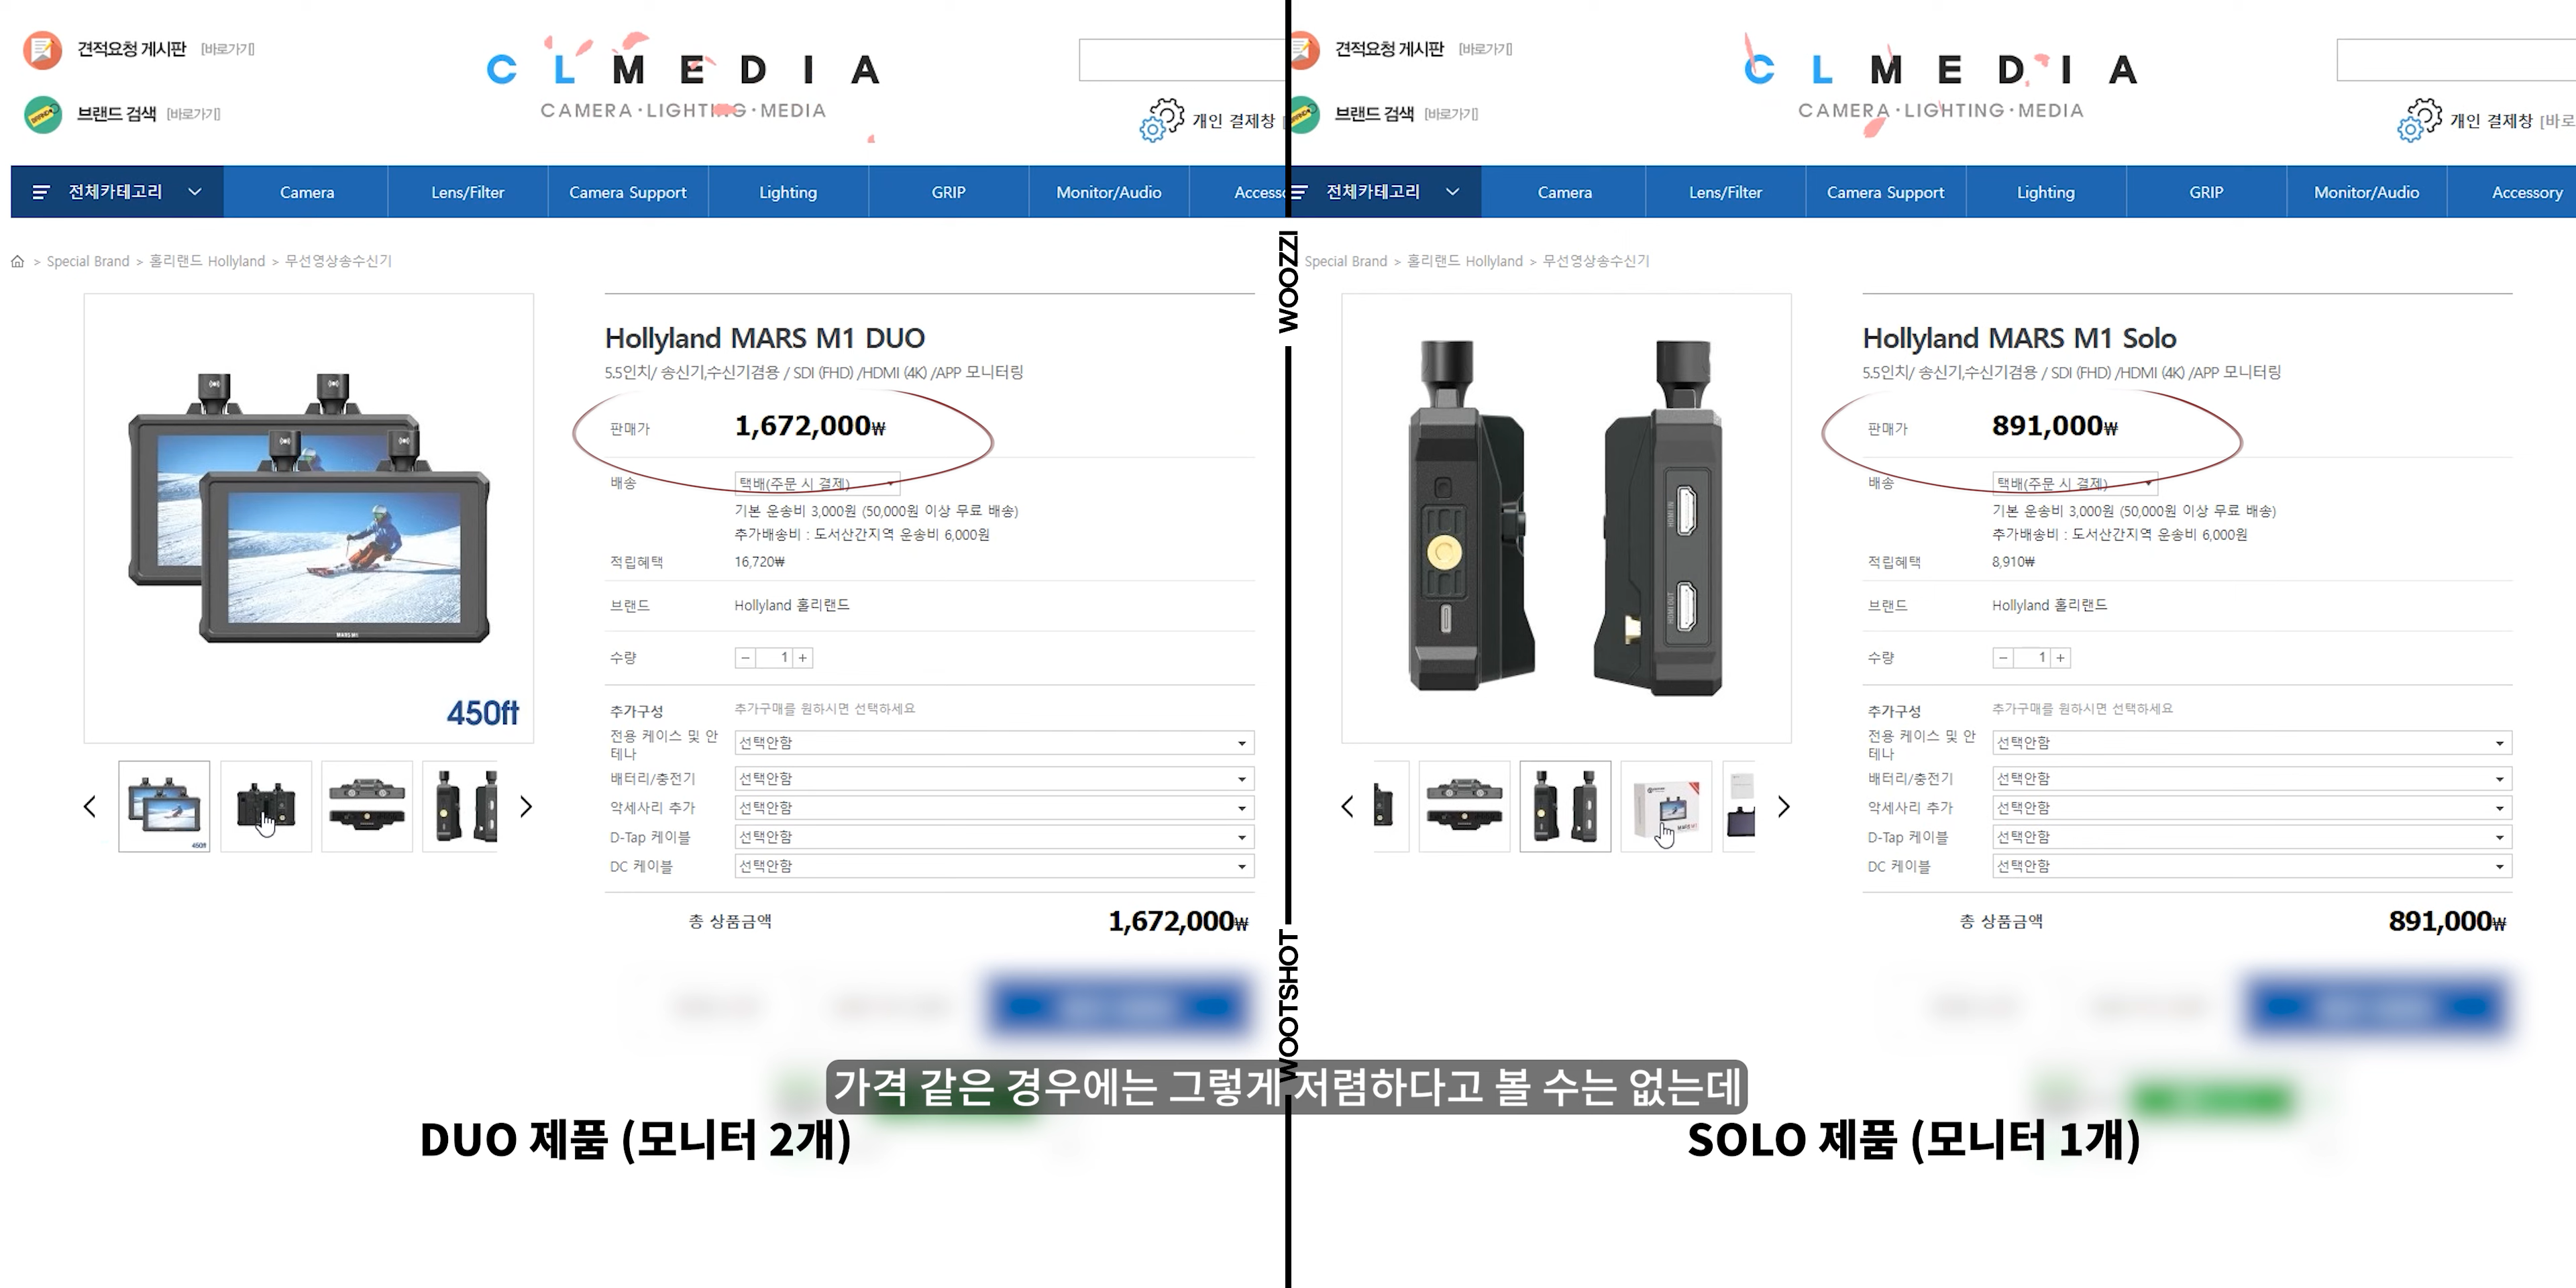 견적요청 게시판 [바로가기]
브랜드 검색 [바로가기]
CLMEDIA
CAMERA·LIGHTING·MEDIA
개인 결제창
전체카테고리
Camera
Lens/Filter
Camera Support
Lighting
GRIP
Monitor/Audio
> Special Brand > 홀리랜드 Hollyland > 무선영상송수신기
450ft
Hollyland MARS M1 DUO
5.5인치/ 송신기,수신기겸용 / SDI (FHD) /HDMI (4K) /APP 모니터링
판매가 1,672,000₩
배송 택배(주문 시 결제)
기본 운송비 3,000원 (50,000원 이상 무료 배송)
추가배송비 : 도서산간지역 운송비 6,000원
적립혜택 16,720₩
브랜드 Hollyland 홀리랜드
수량 − 1 +
추가구성 추가구매를 원하시면 선택하세요
전용 케이스 및 안
테나 선택안함
배터리/충전기 선택안함
악세사리 추가 선택안함
D-Tap 케이블 선택안함
DC 케이블 선택안함
총 상품금액 1,672,000₩
DUO 제품 (모니터 2개)
WOOZZI
WOOTSHOT
견적요청 게시판 [바로가기]
브랜드 검색 [바로가기]
CLMEDIA
CAMERA·LIGHTING·MEDIA
개인 결제창
전체카테고리
Camera
Lens/Filter
Camera Support
Lighting
GRIP
Monitor/Audio
Accessory
Special Brand > 홀리랜드 Hollyland > 무선영상송수신기
HDMI IN
HDMI OUT
Hollyland MARS M1 Solo
5.5인치/ 송신기,수신기겸용 / SDI (FHD) /HDMI (4K) /APP 모니터링
판매가 891,000₩
배송 택배(주문 시 결제)
기본 운송비 3,000원 (50,000원 이상 무료 배송)
추가배송비 : 도서산간지역 운송비 6,000원
적립혜택 8,910₩
브랜드 Hollyland 홀리랜드
수량 − 1 +
추가구성 추가구매를 원하시면 선택하세요
전용 케이스 및 안
테나 선택안함
배터리/충전기 선택안함
악세사리 추가 선택안함
D-Tap 케이블 선택안함
DC 케이블 선택안함
총 상품금액 891,000₩
SOLO 제품 (모니터 1개)
가격 같은 경우에는 그렇게 저렴하다고 볼 수는 없는데